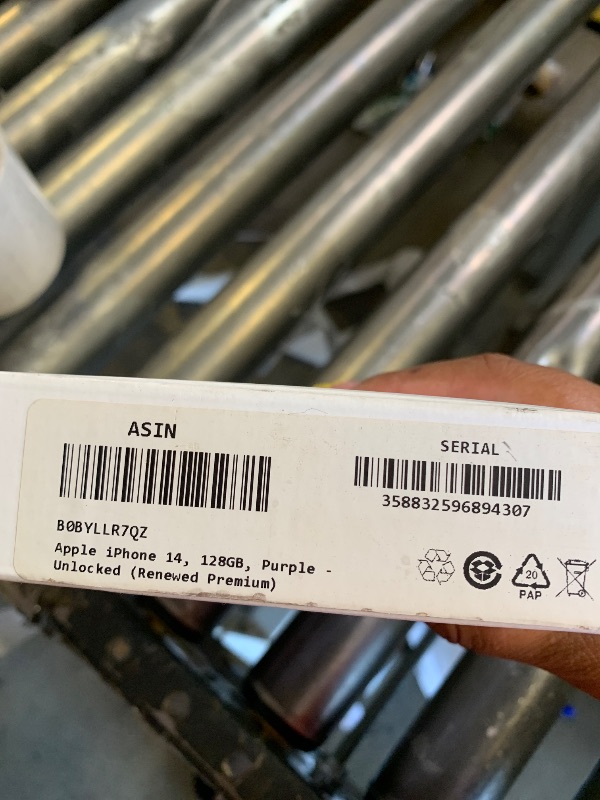 ASIN
SERIAL
358832596894307
B0BYLLR7QZ
Apple iPhone 14, 128GB, Purple -
Unlocked (Renewed Premium)
20
PAP